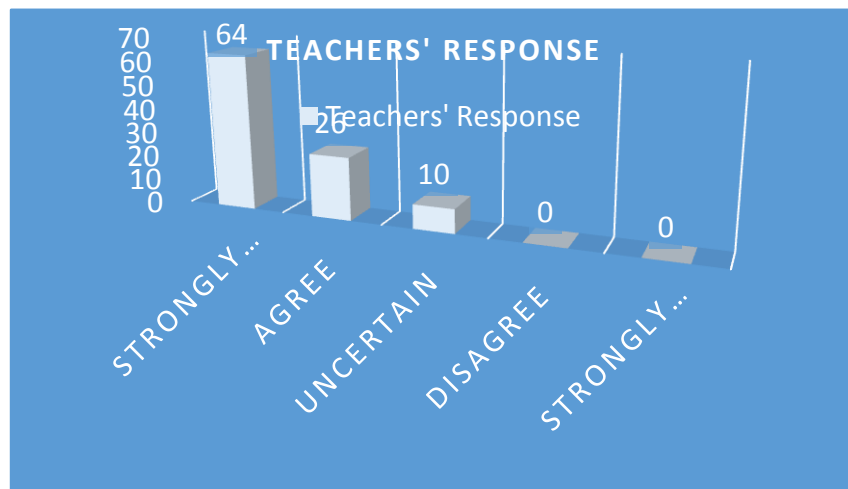 TEACHERS' RESPONSE
Teachers' Response
70
60
50
40
30
20
10
0
64
26
10
0
0
STRONGLY…
AGREE
UNCERTAIN
DISAGREE
STRONGLY…